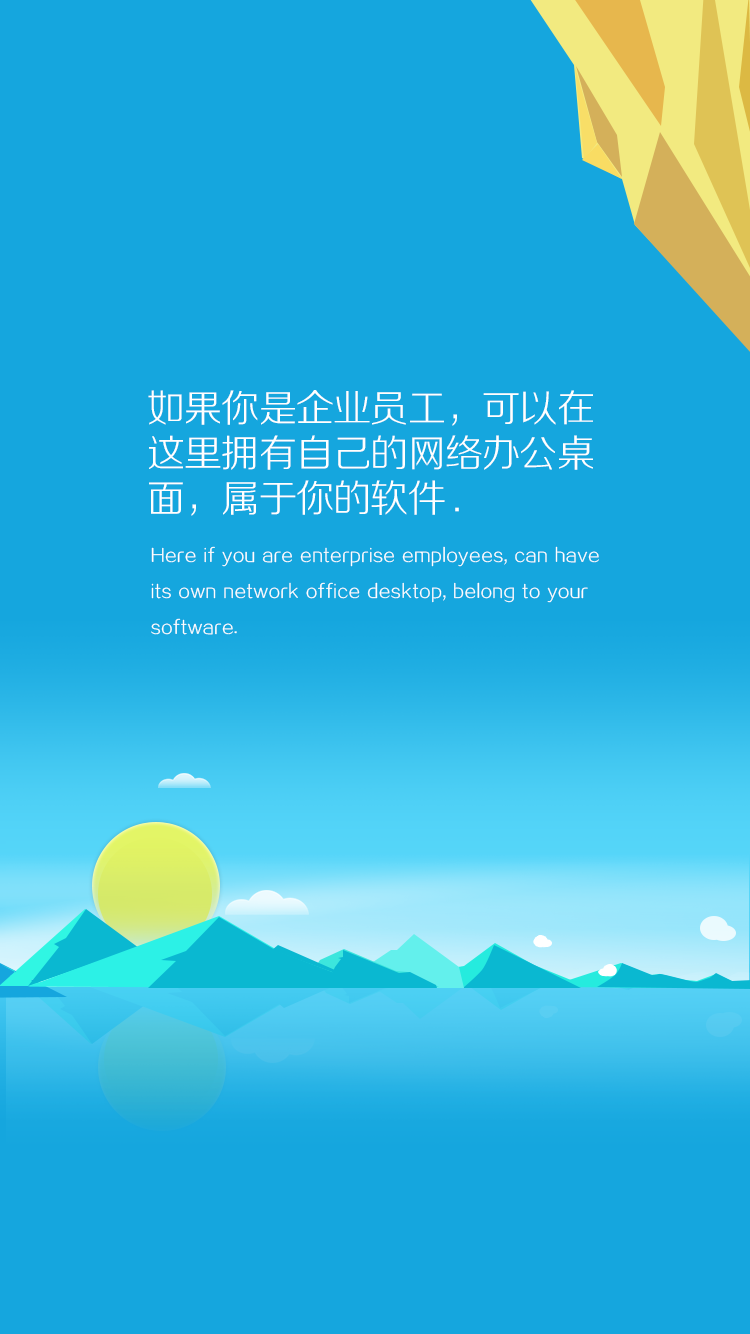 如果你是企业员工，可以在
这里拥有自己的网络办公桌
面，属于你的软件.
Here if you are enterprise employees, can have
its own network office desktop, belong to your
software.